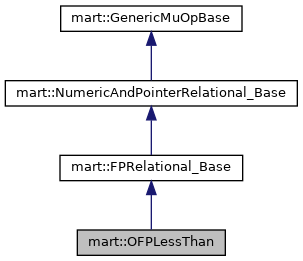 mart::GenericMuOpBase
mart::NumericAndPointerRelational_Base
mart::FPRelational_Base
mart::OFPLessThan